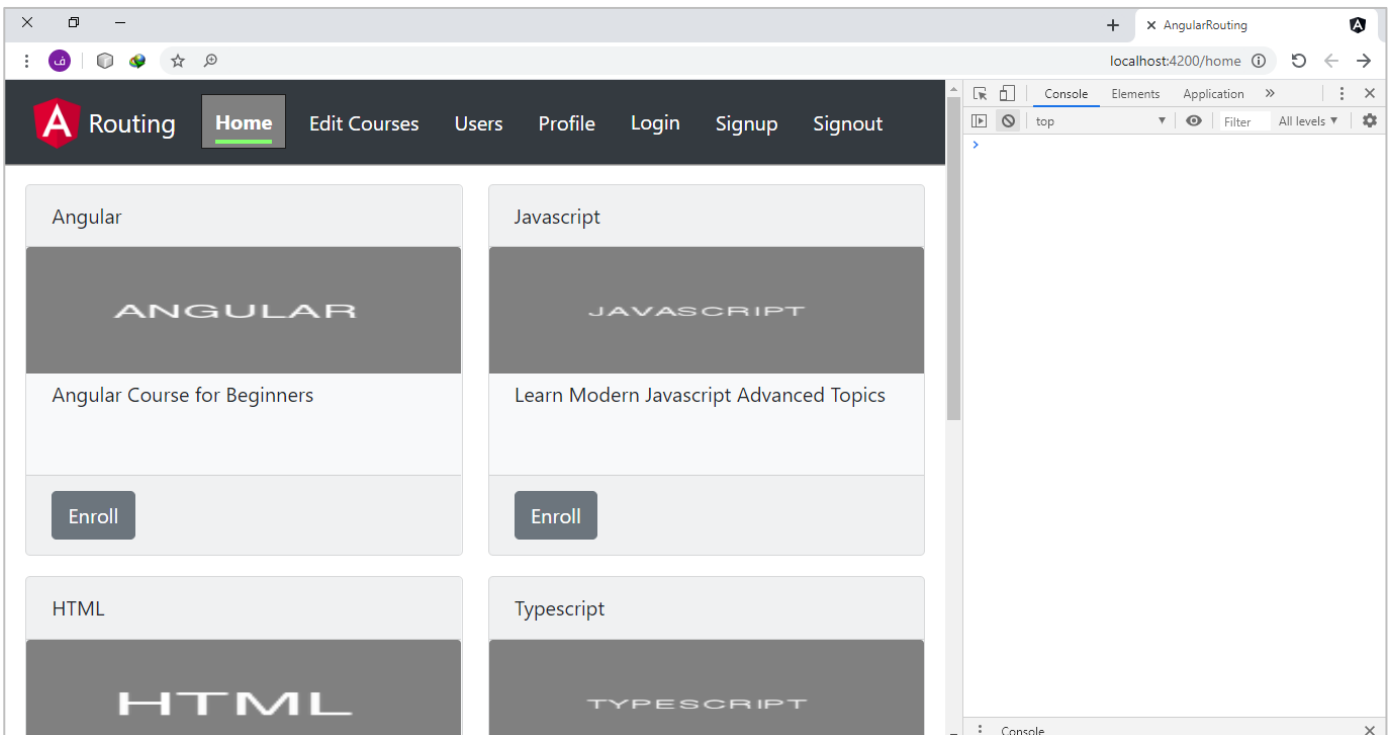 AngularRouting
ف
localhost:4200/home
Routing Home Edit Courses Users Profile Login Signup Signout
Angular
ANGULAR
Angular Course for Beginners
Enroll
Javascript
JAVASCRIPT
Learn Modern Javascript Advanced Topics
Enroll
HTML
HTML
Typescript
TYPESCRIPT
Console Elements Application »
top Filter All levels
Console